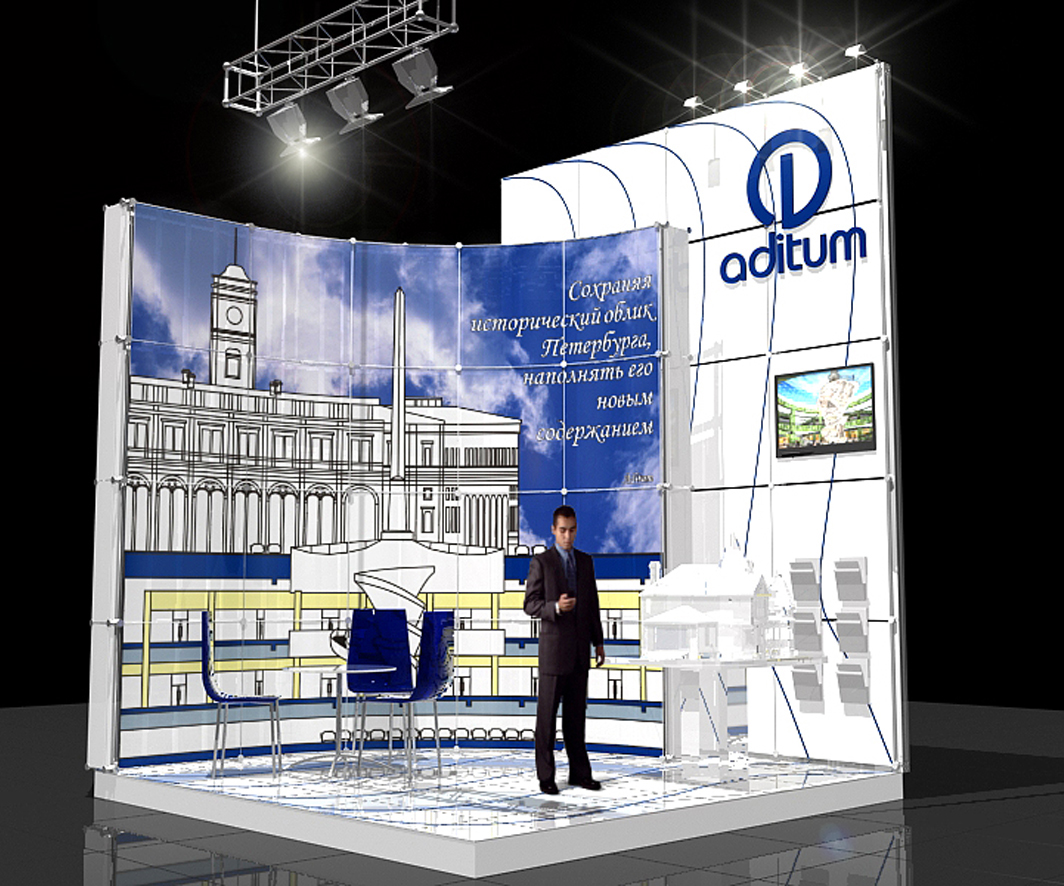 Сохраняя
исторический облик
Петербурга,
наполнять его
новым
содержанием
aditum